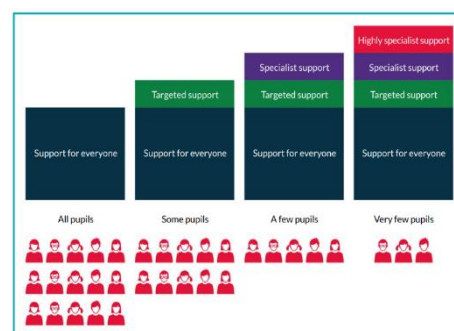 Highly specialist support
Specialist support
Specialist support
Targeted support
Targeted support
Targeted support
Support for everyone
Support for everyone
Support for everyone
Support for everyone
All pupils
Some pupils
A few pupils
Very few pupils